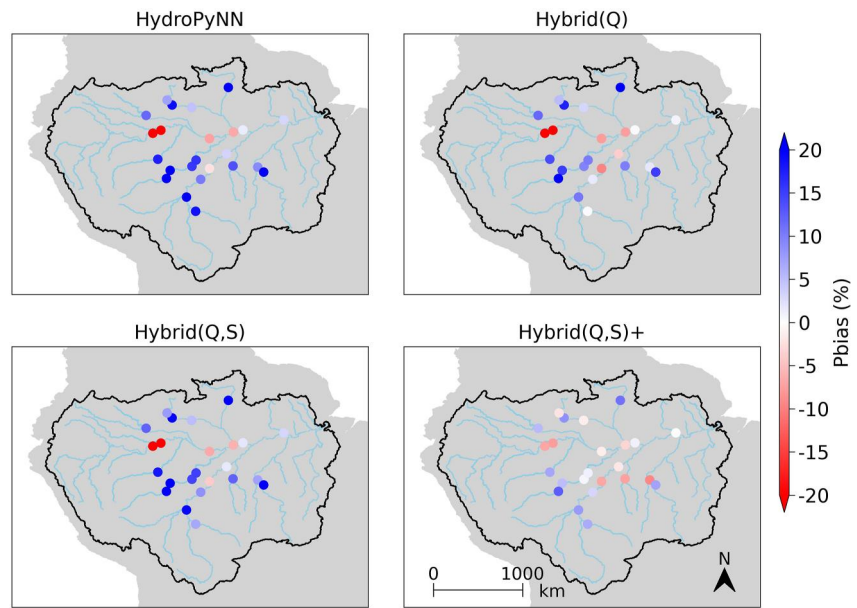 HydroPyNN
Hybrid(Q)
Hybrid(Q,S)
Hybrid(Q,S)+
20
15
10
5
0
-5
-10
-15
-20
Pbias (%)
0 1000
km
N